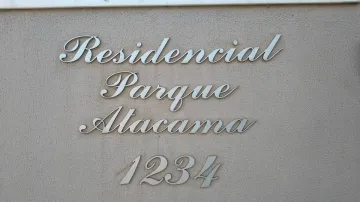 Residencial
Parque
Atacama
1234